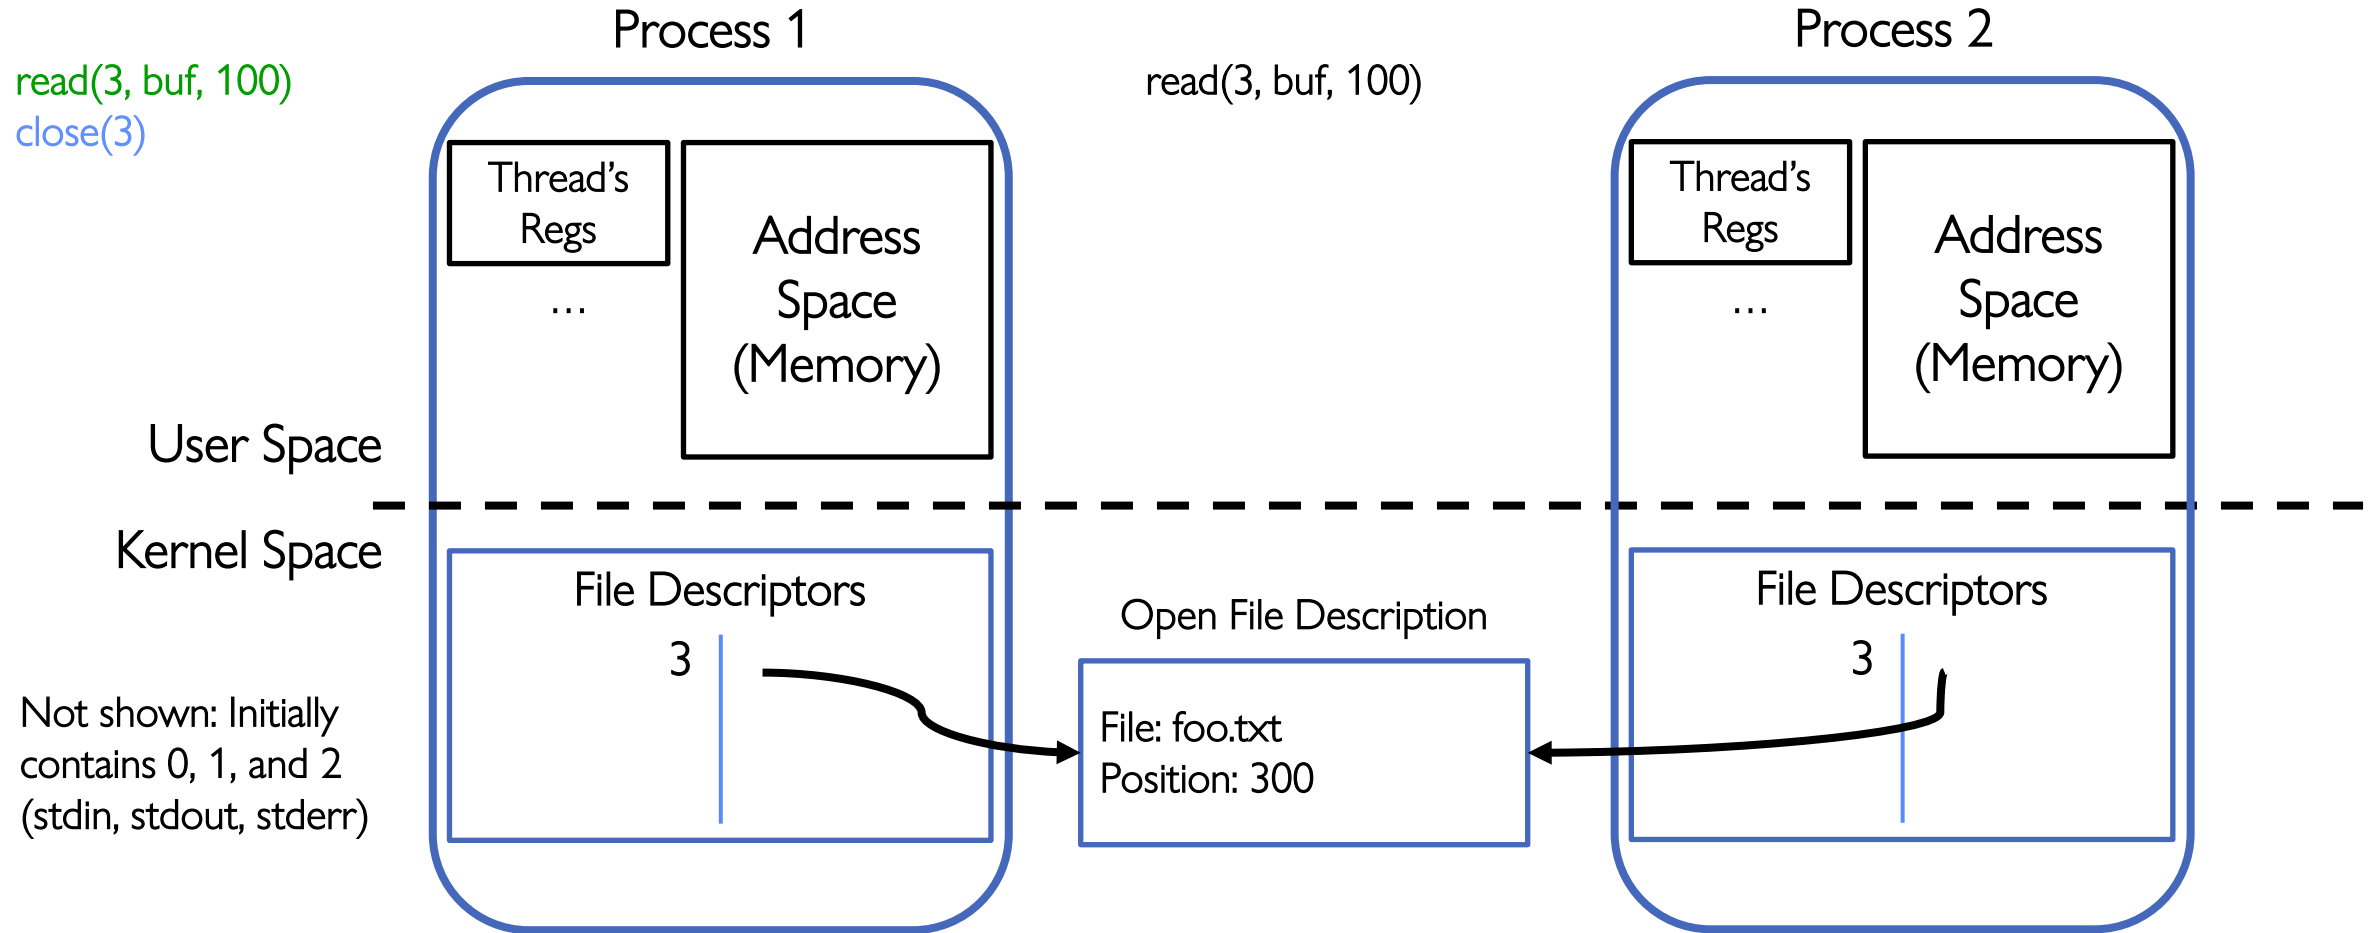 Process 1
Process 2
read(3, buf, 100)
close(3)
read(3, buf, 100)
Thread's
Regs
...
Address
Space
(Memory)
Thread's
Regs
...
Address
Space
(Memory)
User Space
Kernel Space
File Descriptors
3
Open File Description
File: foo.txt
Position: 300
File Descriptors
3
Not shown: Initially
contains 0, 1, and 2
(stdin, stdout, stderr)